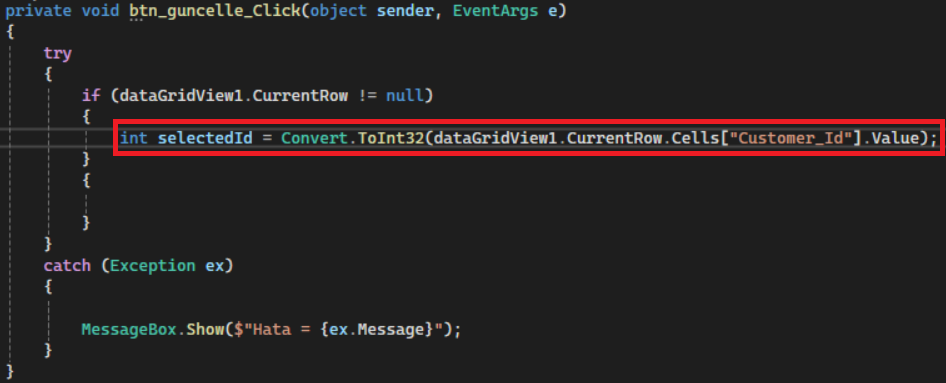 private void btn_guncelle_Click(object sender, EventArgs e)
{
try
{
if (dataGridView1.CurrentRow != null)
{
int selectedId = Convert.ToInt32(dataGridView1.CurrentRow.Cells["Customer_Id"].Value);
}
{
}
}
catch (Exception ex)
{
MessageBox.Show($"Hata = {ex.Message}");
}
}